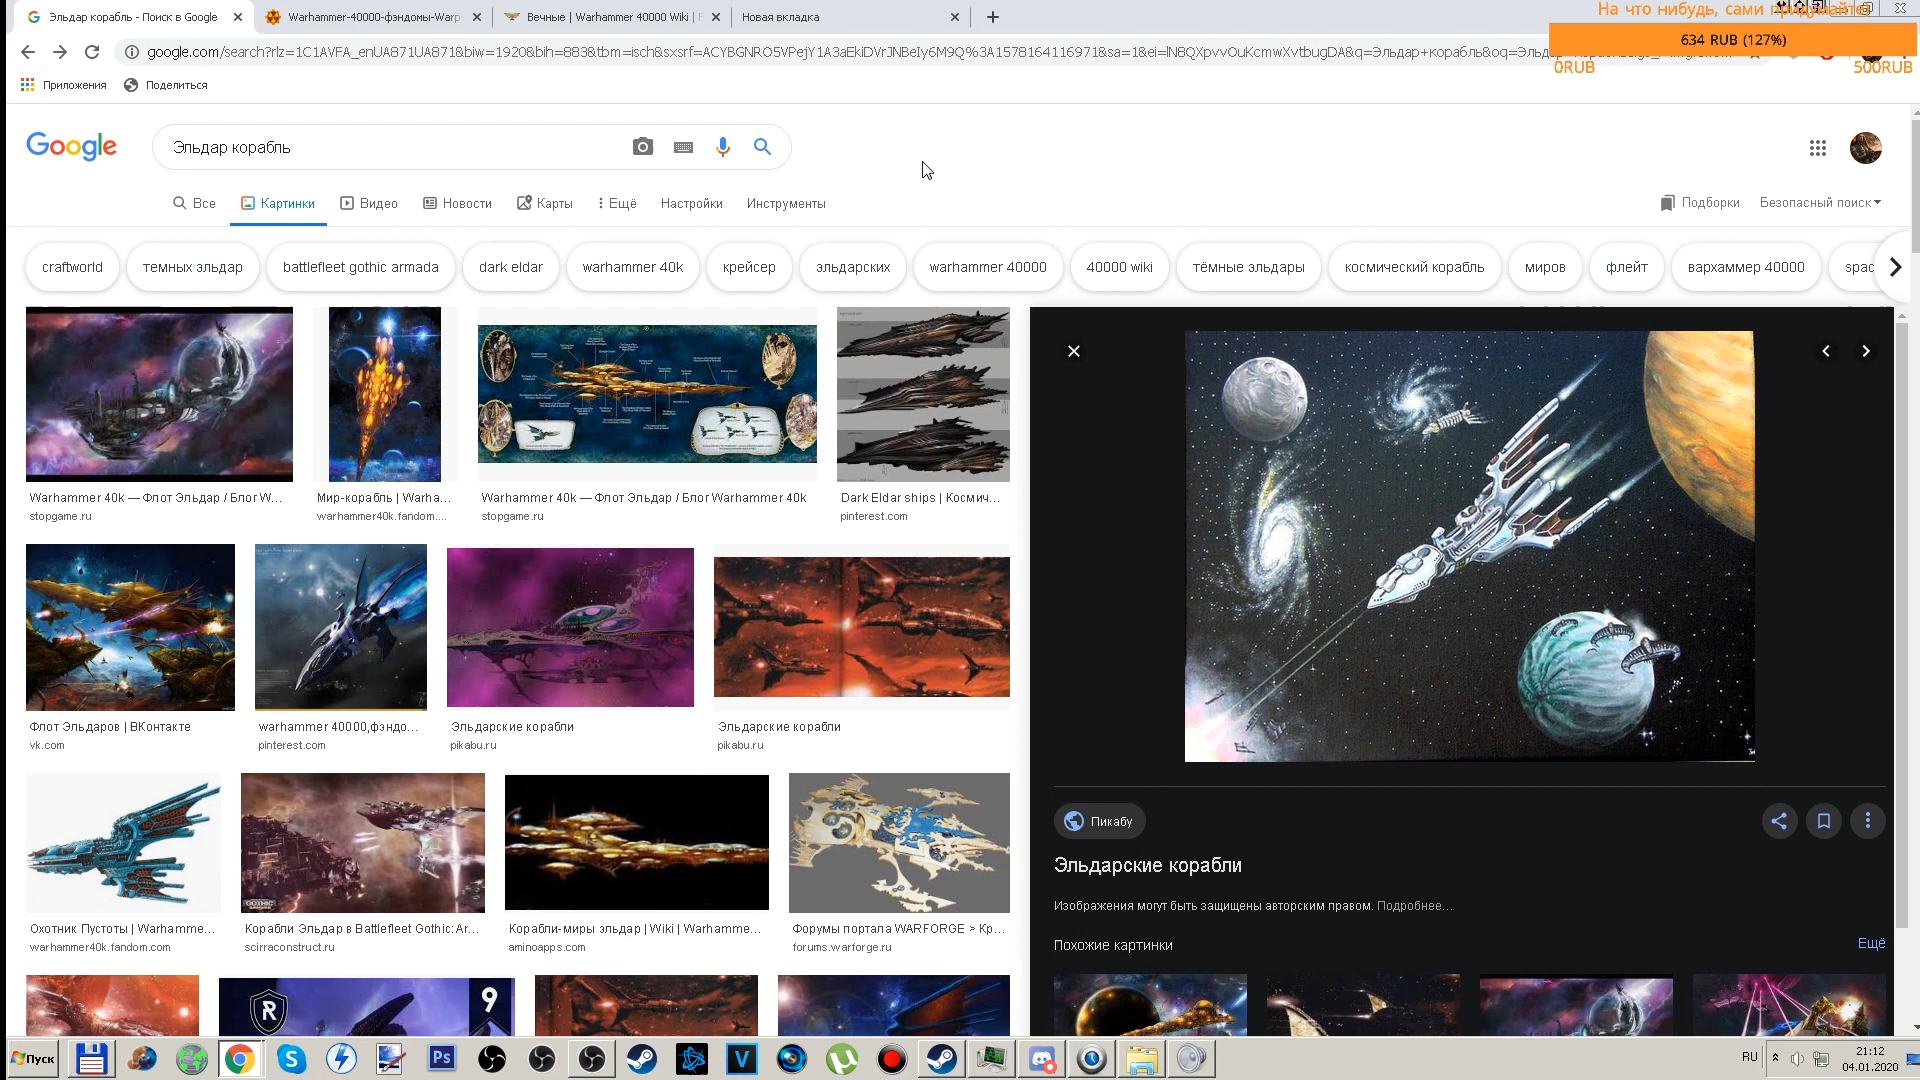 Эльдар корабль - Поиск в Google
Warhammer-40000-фэндомы-Warp-
Вечные | Warhammer 40000 Wiki | F
Новая вкладка
На что нибудь, сами придумайте!
634 RUB (127%)
0RUB
500RUB
Приложения
Поделиться
Google
Эльдар корабль
Все
Картинки
Видео
Новости
Карты
Ещё
Настройки
Инструменты
Подборки
Безопасный поиск
craftworld
темных эльдар
battlefleet gothic armada
dark eldar
warhammer 40k
крейсер
эльдарских
warhammer 40000
40000 wiki
тёмные эльдары
космический корабль
миров
флейт
вархаммер 40000
spac
Warhammer 40k — Флот Эльдар / Блог W...
stopgame.ru
Мир-корабль | Warha...
warhammer40k.fandom....
Warhammer 40k — Флот Эльдар / Блог Warhammer 40k
stopgame.ru
Dark Eldar ships | Космич...
pinterest.com
Флот Эльдаров | ВКонтакте
vk.com
warhammer 40000,фэндо...
pinterest.com
Эльдарские корабли
pikabu.ru
Эльдарские корабли
pikabu.ru
Охотник Пустоты | Warhamme...
warhammer40k.fandom.com
GOTHIC
Корабли Эльдар в Battlefleet Gothic: Ar...
scirraconstruct.ru
Корабли-миры эльдар | Wiki | Warhamme...
aminoapps.com
Форумы портала WARFORGE > Кр...
forums.warforge.ru
R
9
Пикабу
Эльдарские корабли
Изображения могут быть защищены авторским правом. Подробнее...
Похожие картинки
Ещё
Пуск
Ps
V
RU
21:12
04.01.2020